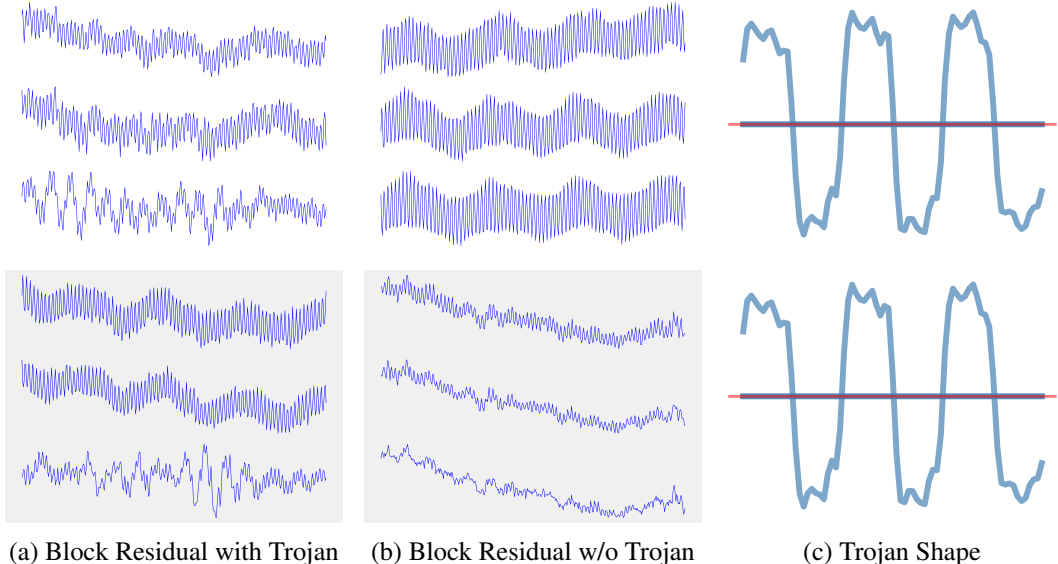 (a) Block Residual with Trojan
(b) Block Residual w/o Trojan
(c) Trojan Shape